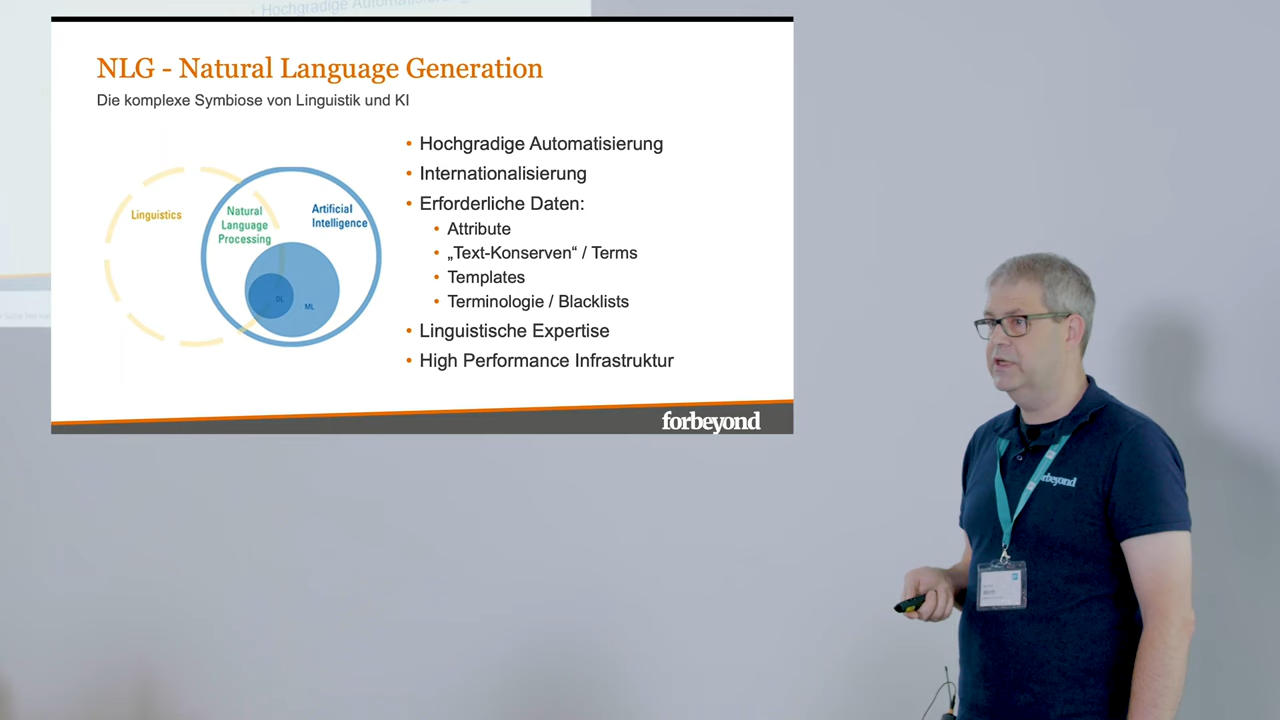 Hochgradige Automatisierung
NLG - Natural Language Generation
Die komplexe Symbiose von Linguistik und KI
Linguistics
Natural
Language
Processing
Artificial
Intelligence
DL
ML
• Hochgradige Automatisierung
• Internationalisierung
• Erforderliche Daten:
• Attribute
• „Text-Konserven“ / Terms
• Templates
• Terminologie / Blacklists
• Linguistische Expertise
• High Performance Infrastruktur
forbeyond
forbeyond